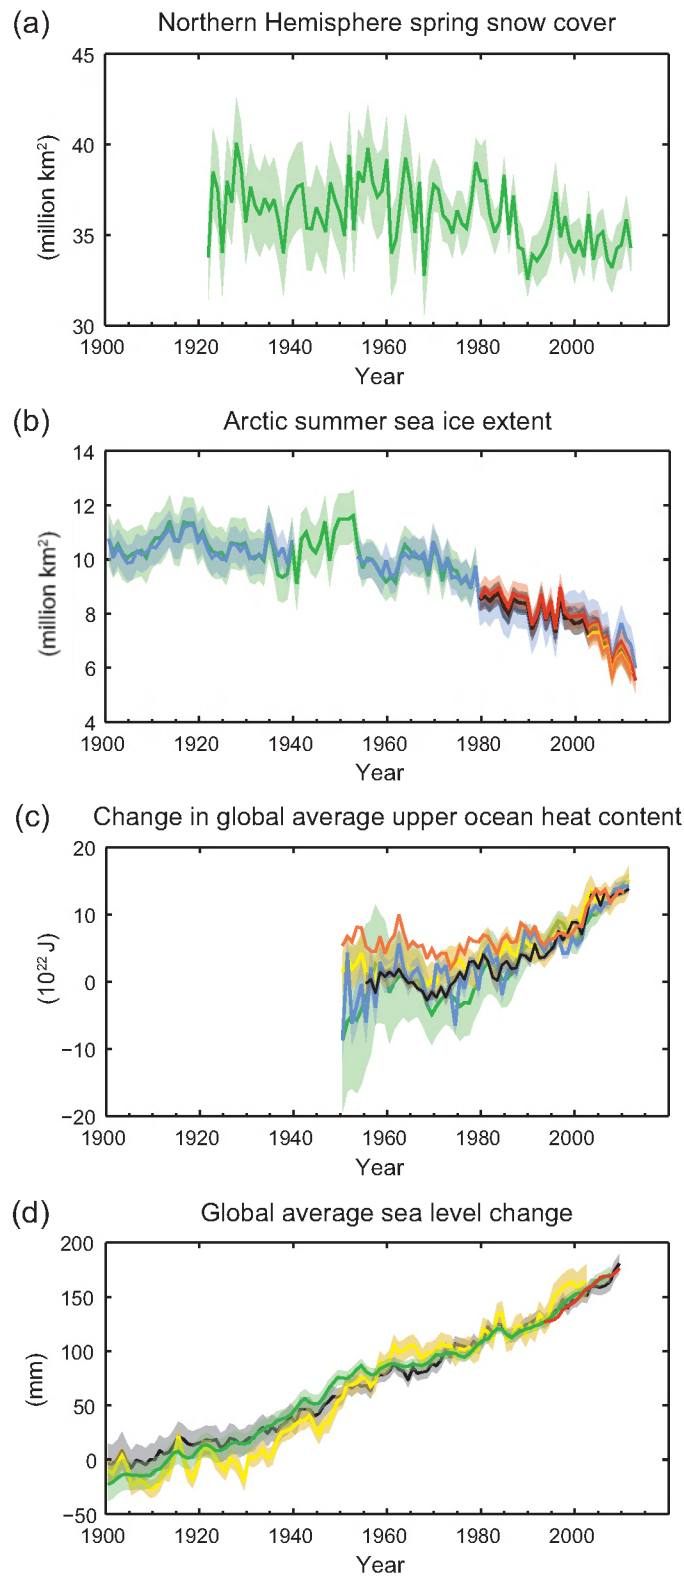 (a) Northern Hemisphere spring snow cover
45
40
35
30
(million km²)
1900 1920 1940 1960 1980 2000
Year
(b) Arctic summer sea ice extent
14
12
10
8
6
4
(million km²)
1900 1920 1940 1960 1980 2000
Year
(c) Change in global average upper ocean heat content
20
10
0
−10
−20
(10²² J)
1900 1920 1940 1960 1980 2000
Year
(d) Global average sea level change
200
150
100
50
0
−50
(mm)
1900 1920 1940 1960 1980 2000
Year